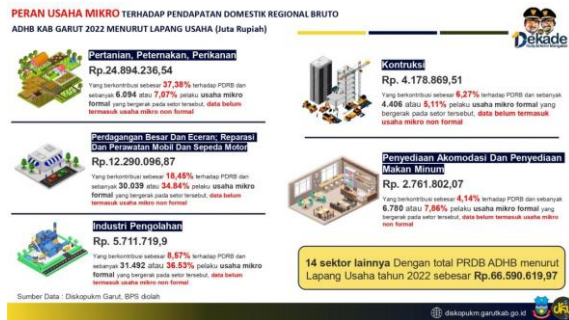 PERAN USAHA MIKRO TERHADAP PENDAPATAN DOMESTIK REGIONAL BRUTO
ADHB KAB GARUT 2022 MENURUT LAPANG USAHA (Juta Rupiah)
Dekade
Pertanian, Peternakan, Perikanan
Rp.24.894.236,54
Yang berkontribusi sebesar 37,38% terhadap PDRB dan
sebanyak 6.094 atau 7,07% pelaku usaha mikro
formal yang bergerak pada setor tersebut, data belum
termasuk usaha mikro non formal
Perdagangan Besar Dan Eceran; Reparasi
Dan Perawatan Mobil Dan Sepeda Motor
Rp.12.290.096,87
Yang berkontribusi sebesar 18,45% terhadap PDRB dan
sebanyak 30.039 atau 34.84% pelaku usaha mikro
formal yang bergerak pada setor tersebut, data belum
termasuk usaha mikro non formal
Industri Pengolahan
Rp. 5.711.719,9
Yang berkontribusi sebesar 8,57% terhadap PDRB dan
sebanyak 31.492 atau 36.53% pelaku usaha mikro
formal yang bergerak pada setor tersebut, data belum
termasuk usaha mikro non formal
Sumber Data : Diskopukm Garut, BPS diolah
Kontruksi
Rp. 4.178.869,51
Yang berkontribusi sebesar 6,27% terhadap PDRB dan sebanyak
4.406 atau 5,11% pelaku usaha mikro formal yang
bergerak pada setor tersebut, data belum termasuk
usaha mikro non formal
Penyediaan Akomodasi Dan Penyediaan
Makan Minum
Rp. 2.761.802,07
Yang berkontribusi sebesar 4,14% terhadap PDRB dan sebanyak
6.780 atau 7,86% pelaku usaha mikro formal yang
bergerak pada setor tersebut, data belum termasuk usaha mikro
non formal
14 sektor lainnya Dengan total PRDB ADHB menurut
Lapang Usaha tahun 2022 sebesar Rp.66.590.619,97
diskopukm.garutkab.go.id